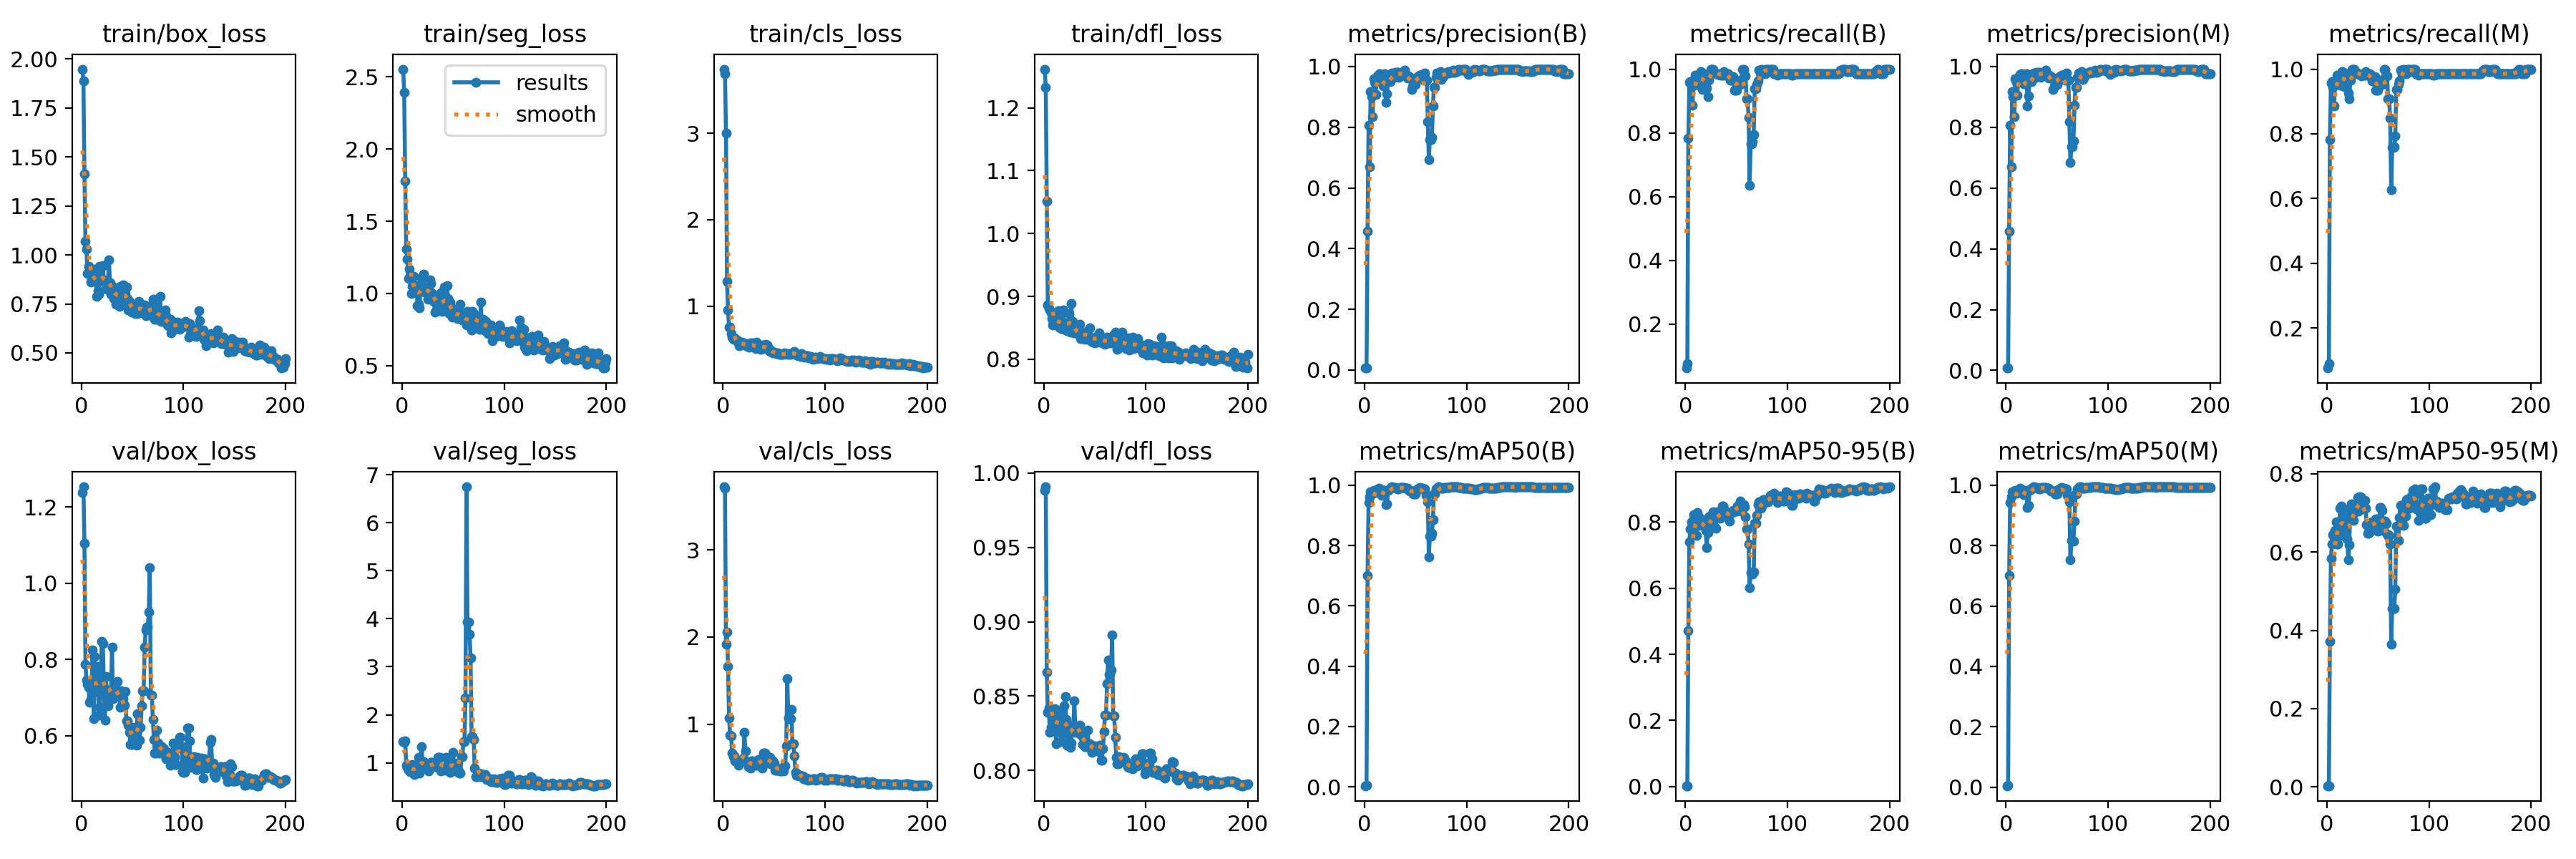 train/box_loss
2.00
1.75
1.50
1.25
1.00
0.75
0.50
0 100 200
train/seg_loss
results
smooth
2.5
2.0
1.5
1.0
0.5
0 100 200
train/cls_loss
3
2
1
0 100 200
train/dfl_loss
1.2
1.1
1.0
0.9
0.8
0 100 200
metrics/precision(B)
1.0
0.8
0.6
0.4
0.2
0.0
0 100 200
metrics/recall(B)
1.0
0.8
0.6
0.4
0.2
0 100 200
metrics/precision(M)
1.0
0.8
0.6
0.4
0.2
0.0
0 100 200
metrics/recall(M)
1.0
0.8
0.6
0.4
0.2
0 100 200
val/box_loss
1.2
1.0
0.8
0.6
0 100 200
val/seg_loss
7
6
5
4
3
2
1
0 100 200
val/cls_loss
3
2
1
0 100 200
val/dfl_loss
1.00
0.95
0.90
0.85
0.80
0 100 200
metrics/mAP50(B)
1.0
0.8
0.6
0.4
0.2
0.0
0 100 200
metrics/mAP50-95(B)
0.8
0.6
0.4
0.2
0.0
0 100 200
metrics/mAP50(M)
1.0
0.8
0.6
0.4
0.2
0.0
0 100 200
metrics/mAP50-95(M)
0.8
0.6
0.4
0.2
0.0
0 100 200